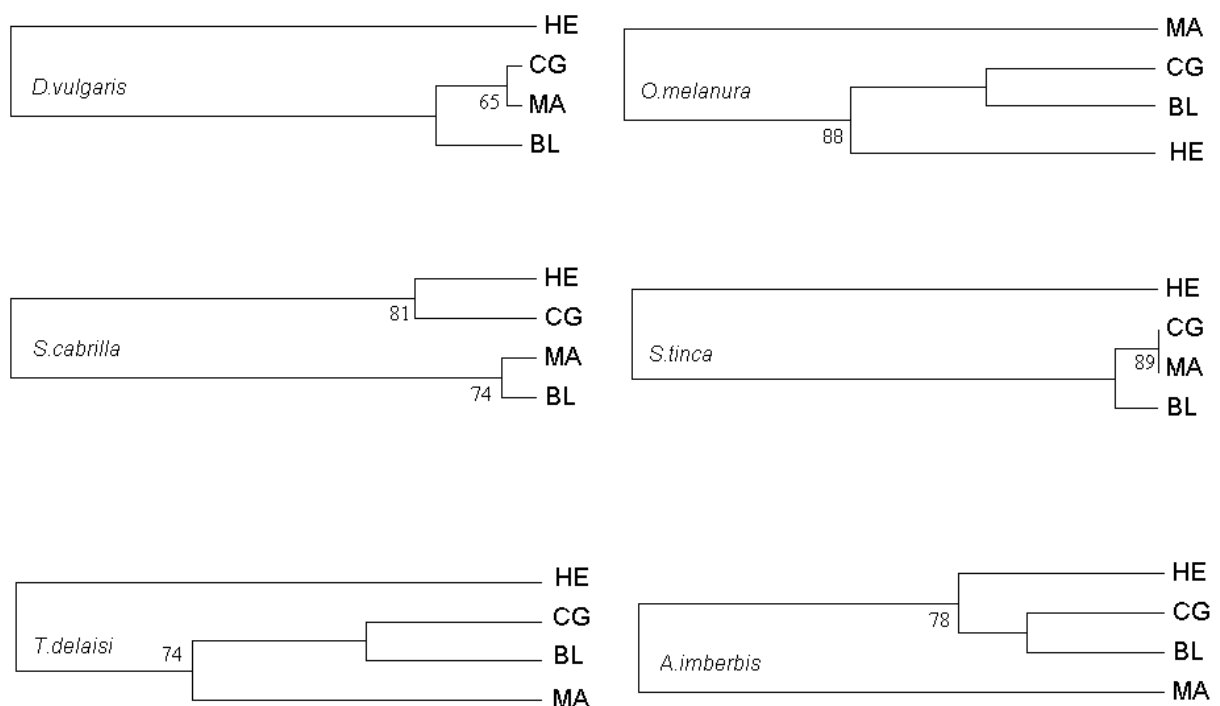 HE
CG
D.vulgaris
65
MA
BL
MA
CG
O.melanura
BL
88
HE
HE
81
CG
S.cabrilla
MA
74
BL
HE
CG
S.tinca
89
MA
BL
HE
CG
T.delaisi
74
BL
MA
HE
78
CG
BL
A.imberbis
MA